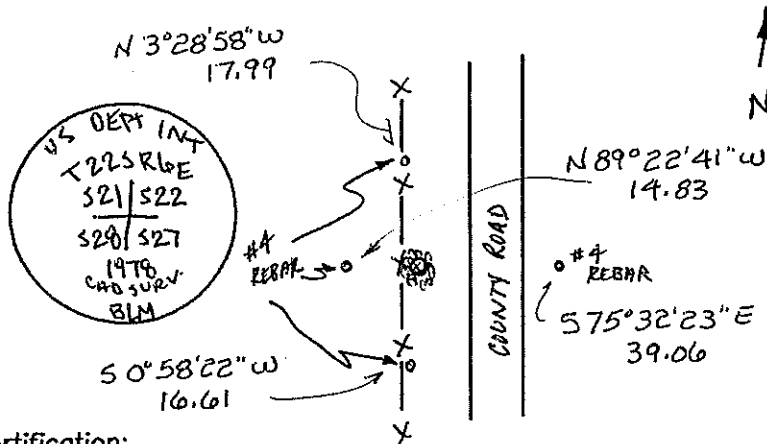 N 3°28'58" W
17.99
N
US DEPT INT
T22S R6E
S21 S22
S28 S27
1978
CAD SURV.
BLM
N 89°22'41" W
14.83
#4
REBAR
COUNTY ROAD
#4
REBAR
S 75°32'23" E
39.06
S 0°58'22" W
16.61
X
X
X
X
X
rtification: